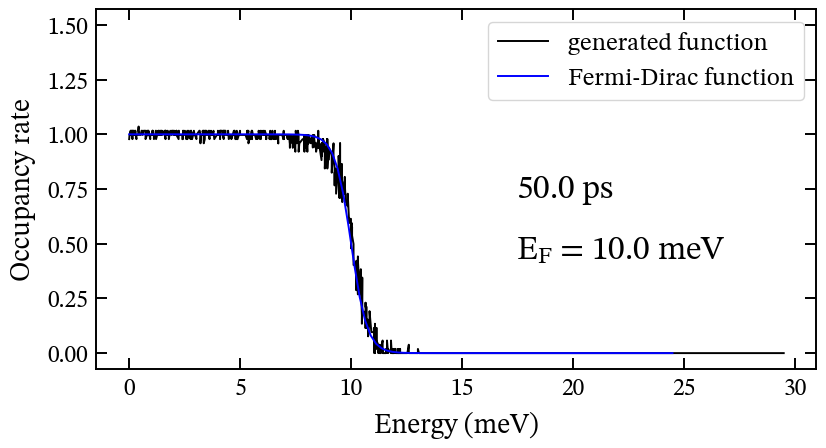 1.50
1.25
1.00
0.75
0.50
0.25
0.00
Occupancy rate
generated function
Fermi-Dirac function
50.0 ps
E_F = 10.0 meV
0 5 10 15 20 25 30
Energy (meV)